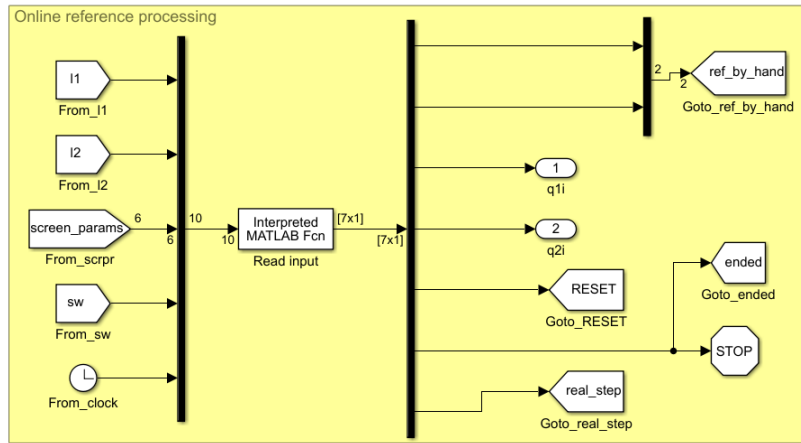 Online reference processing
l1
From_l1
l2
From_l2
screen_params
6
6
From_scrpr
sw
From_sw
From_clock
10
10
Interpreted
MATLAB Fcn
Read input
[7x1]
[7x1]
2
2
ref_by_hand
Goto_ref_by_hand
1
q1i
2
q2i
RESET
Goto_RESET
ended
Goto_ended
STOP
real_step
Goto_real_step